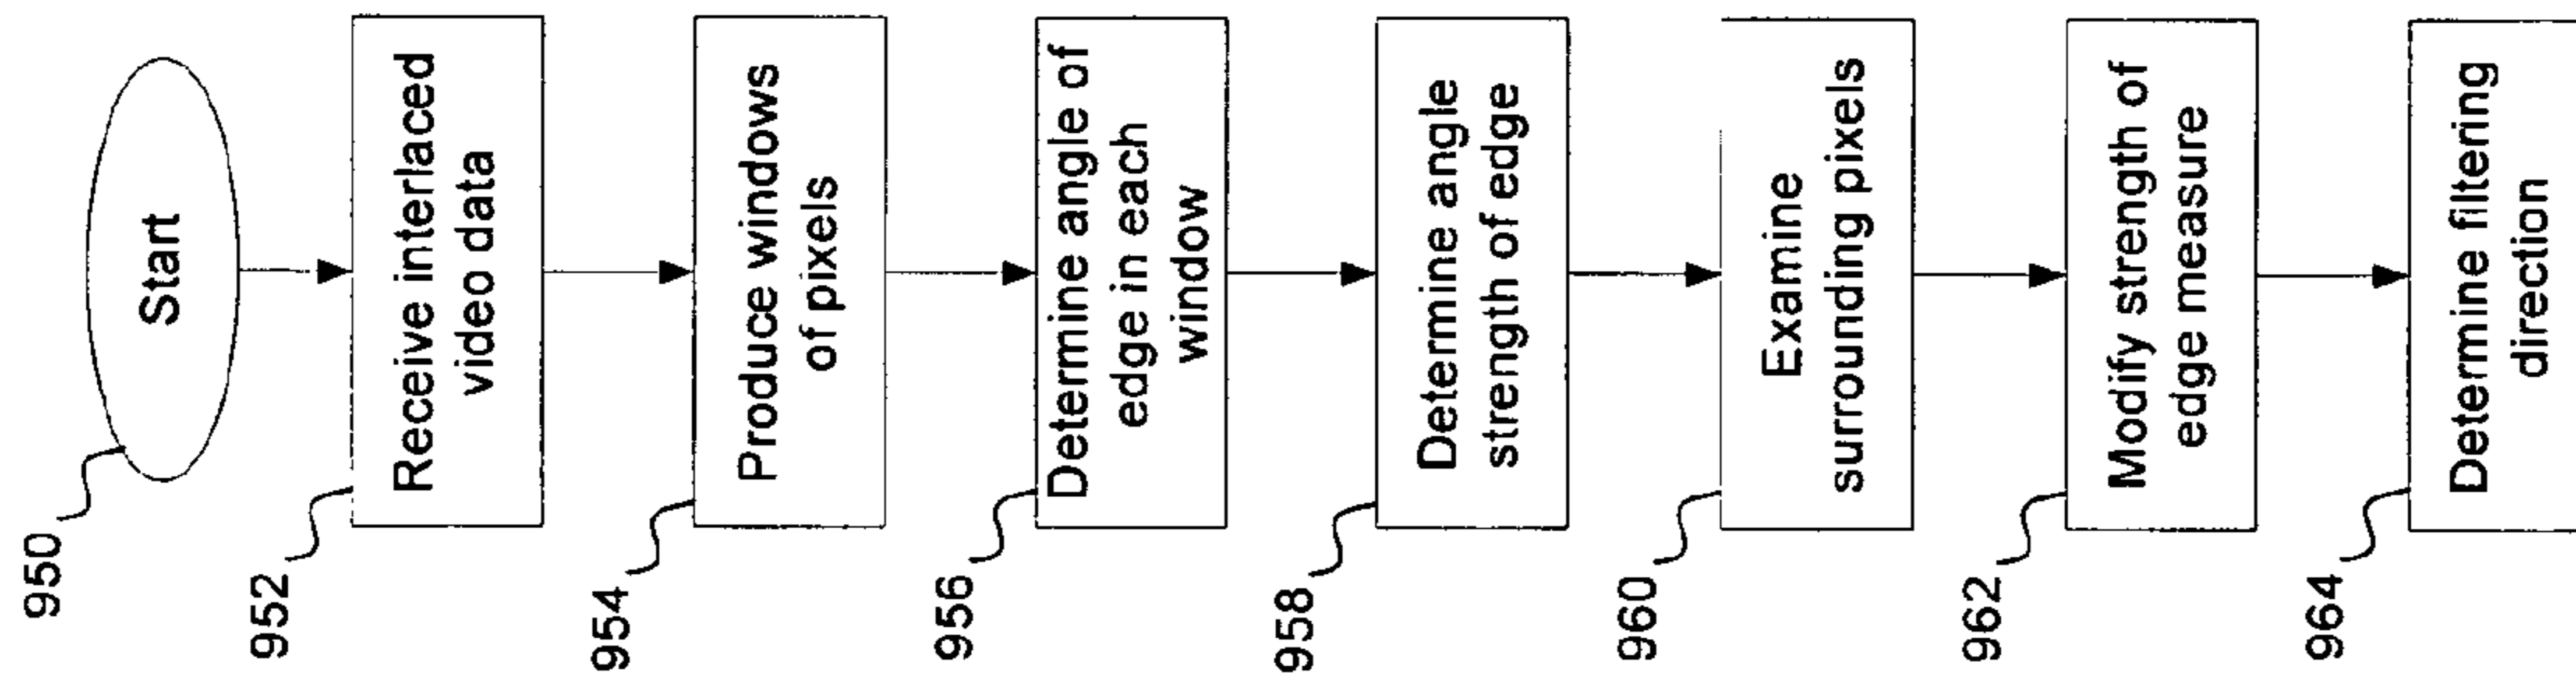 950
Start
952
Receive interlaced
video data
954
Produce windows
of pixels
956
Determine angle of
edge in each
window
958
Determine angle
strength of edge
960
Examine
surrounding pixels
962
Modify strength of
edge measure
964
Determine filtering
direction